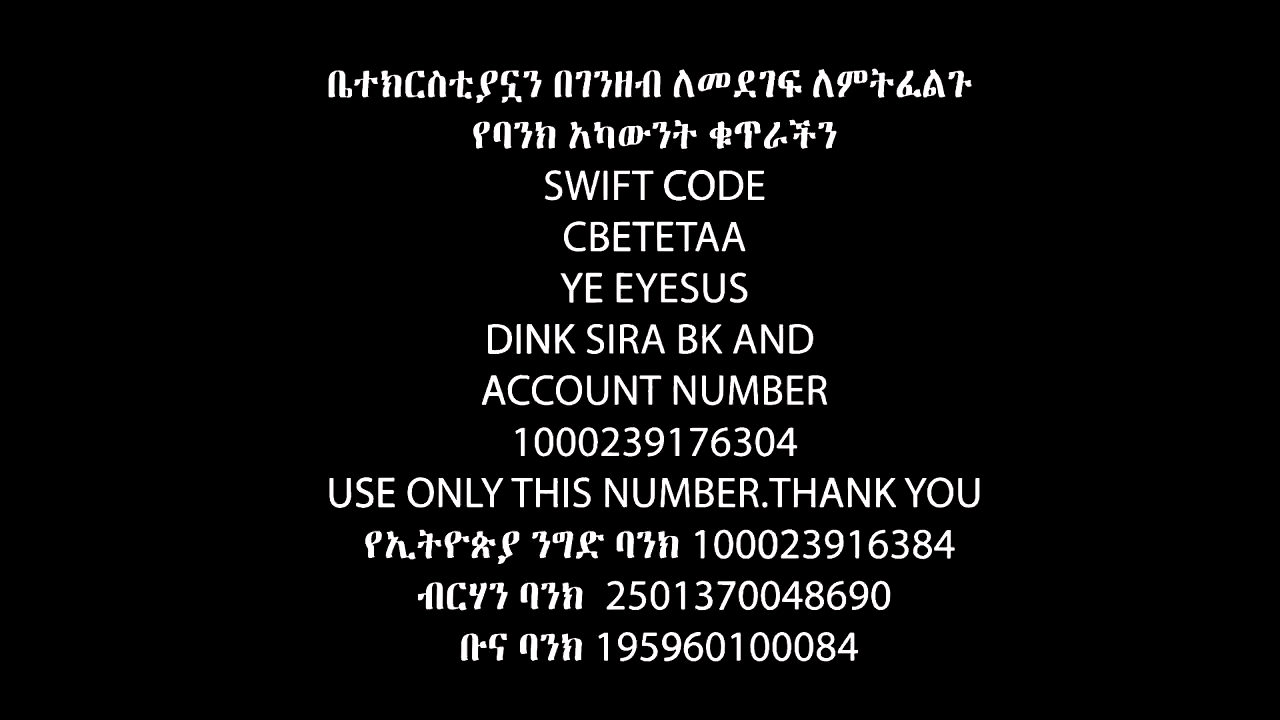 ቤተክርስቲያኗን በገንዘብ ለመደገፍ ለምትፈልጉ
የባንክ አካውንት ቁጥራችን
SWIFT CODE
CBETETAA
YE EYESUS
DINK SIRA BK AND
ACCOUNT NUMBER
1000239176304
USE ONLY THIS NUMBER.THANK YOU
የኢትዮጵያ ንግድ ባንክ 100023916384
ብርሃን ባንክ 2501370048690
ቡና ባንክ 195960100084